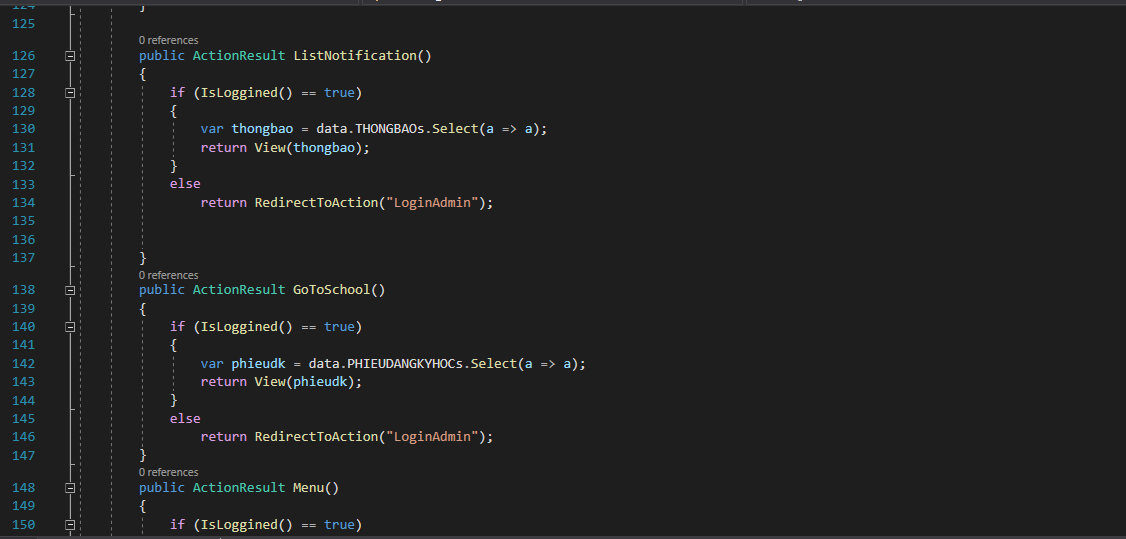 124 }
125
0 references
126 public ActionResult ListNotification()
127 {
128 if (IsLoggined() == true)
129 {
130 var thongbao = data.THONGBAOs.Select(a => a);
131 return View(thongbao);
132 }
133 else
134 return RedirectToAction("LoginAdmin");
135
136
137 }
0 references
138 public ActionResult GoToSchool()
139 {
140 if (IsLoggined() == true)
141 {
142 var phieudk = data.PHIEUDANGKYHOCs.Select(a => a);
143 return View(phieudk);
144 }
145 else
146 return RedirectToAction("LoginAdmin");
147 }
0 references
148 public ActionResult Menu()
149 {
150 if (IsLoggined() == true)